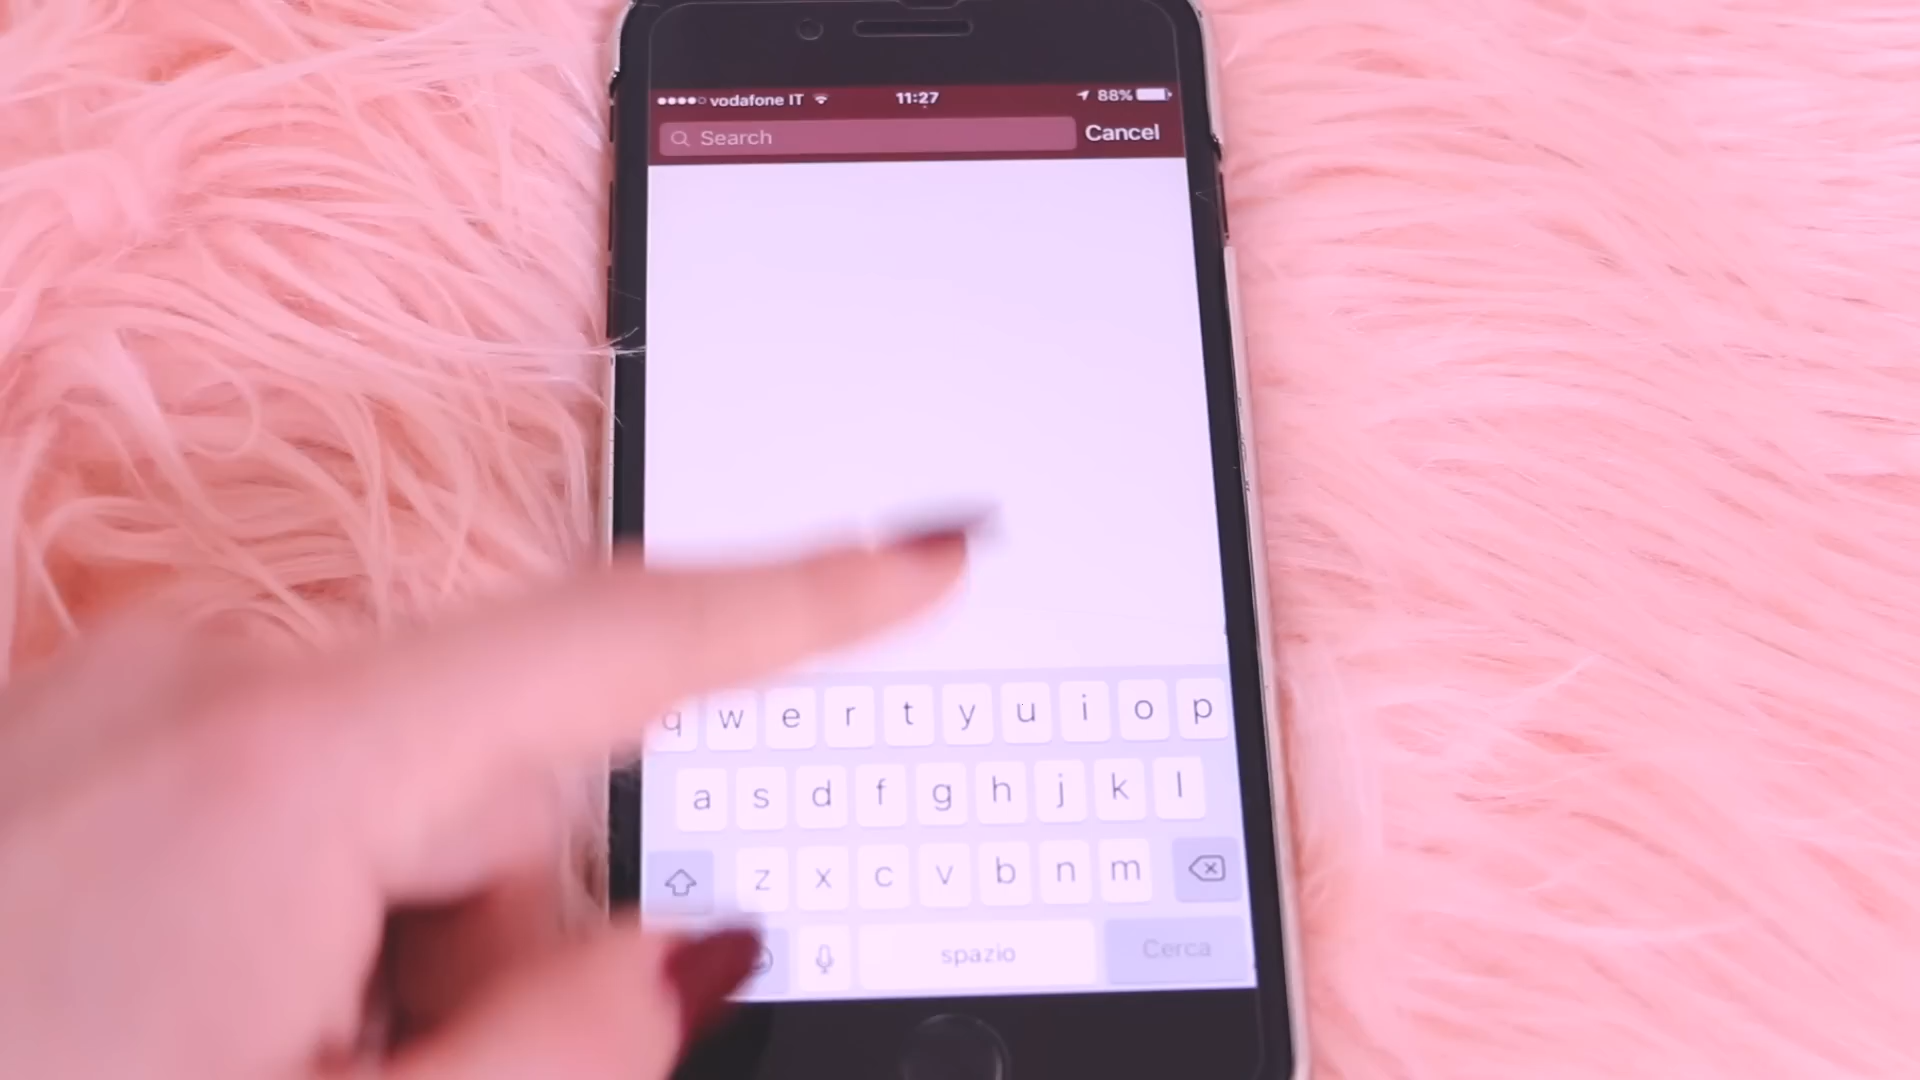 vodafone IT 11:27 88%
Search Cancel
q w e r t y u i o p
a s d f g h j k l
z x c v b n m
spazio Cerca